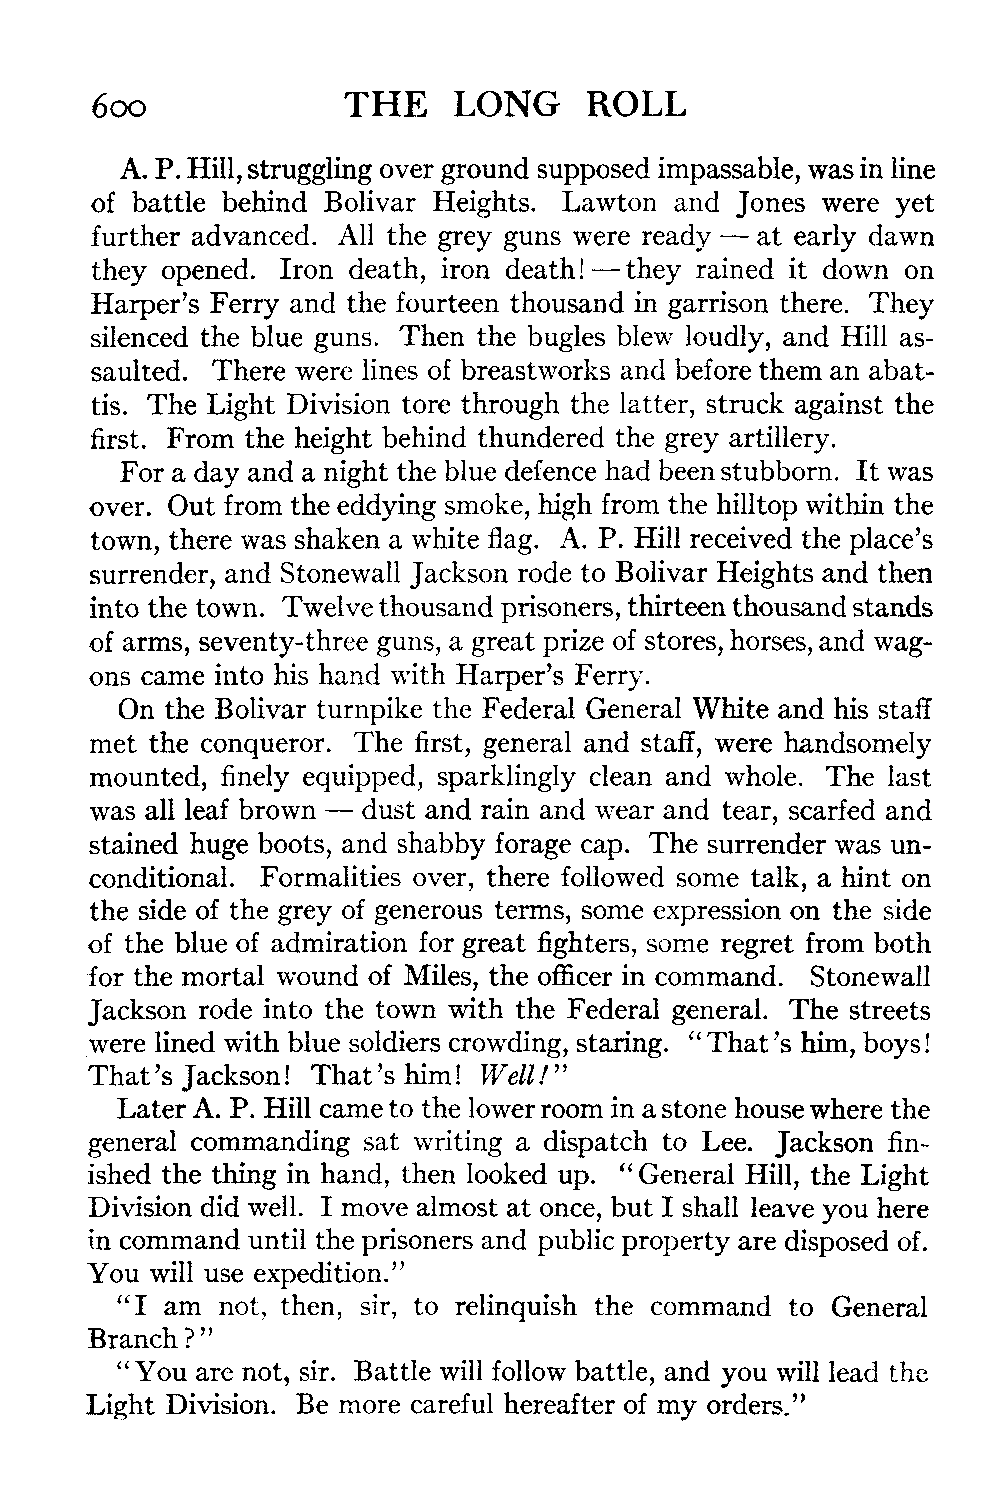 600 THE LONG ROLL
A. P. Hill, struggling over ground supposed impassable, was in line
of battle behind Bolivar Heights. Lawton and Jones were yet
further advanced. All the grey guns were ready — at early dawn
they opened. Iron death, iron death! — they rained it down on
Harper's Ferry and the fourteen thousand in garrison there. They
silenced the blue guns. Then the bugles blew loudly, and Hill as-
saulted. There were lines of breastworks and before them an abat-
tis. The Light Division tore through the latter, struck against the
first. From the height behind thundered the grey artillery.
For a day and a night the blue defence had been stubborn. It was
over. Out from the eddying smoke, high from the hilltop within the
town, there was shaken a white flag. A. P. Hill received the place's
surrender, and Stonewall Jackson rode to Bolivar Heights and then
into the town. Twelve thousand prisoners, thirteen thousand stands
of arms, seventy-three guns, a great prize of stores, horses, and wag-
ons came into his hand with Harper's Ferry.
On the Bolivar turnpike the Federal General White and his staff
met the conqueror. The first, general and staff, were handsomely
mounted, finely equipped, sparklingly clean and whole. The last
was all leaf brown — dust and rain and wear and tear, scarfed and
stained huge boots, and shabby forage cap. The surrender was un-
conditional. Formalities over, there followed some talk, a hint on
the side of the grey of generous terms, some expression on the side
of the blue of admiration for great fighters, some regret from both
for the mortal wound of Miles, the officer in command. Stonewall
Jackson rode into the town with the Federal general. The streets
were lined with blue soldiers crowding, staring. "That's him, boys!
That's Jackson! That's him! Well!"
Later A. P. Hill came to the lower room in a stone house where the
general commanding sat writing a dispatch to Lee. Jackson fin-
ished the thing in hand, then looked up. "General Hill, the Light
Division did well. I move almost at once, but I shall leave you here
in command until the prisoners and public property are disposed of.
You will use expedition."
"I am not, then, sir, to relinquish the command to General
Branch?"
"You are not, sir. Battle will follow battle, and you will lead the
Light Division. Be more careful hereafter of my orders."